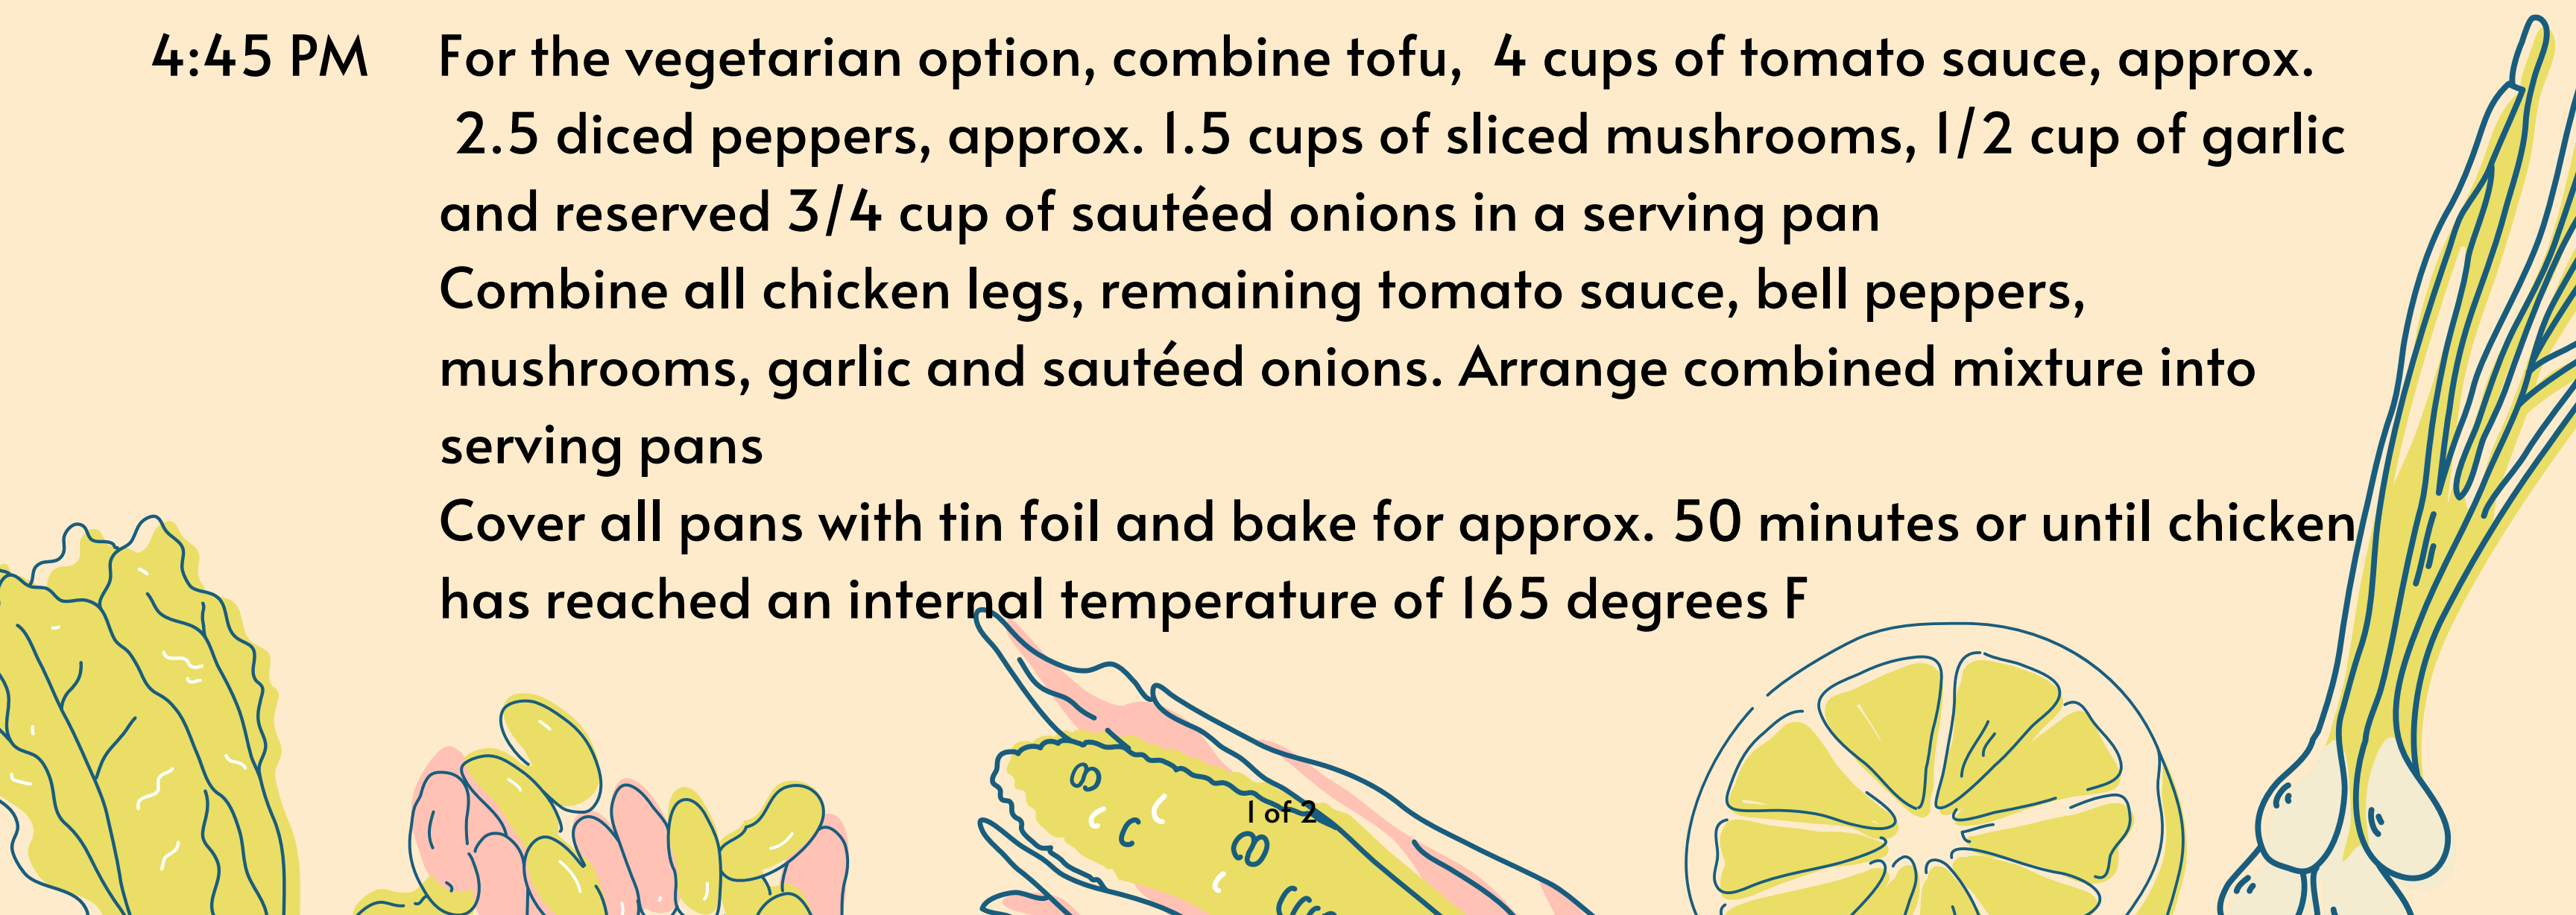 4:45 PM For the vegetarian option, combine tofu, 4 cups of tomato sauce, approx.
2.5 diced peppers, approx. 1.5 cups of sliced mushrooms, 1/2 cup of garlic
and reserved 3/4 cup of sautéed onions in a serving pan
Combine all chicken legs, remaining tomato sauce, bell peppers,
mushrooms, garlic and sautéed onions. Arrange combined mixture into
serving pans
Cover all pans with tin foil and bake for approx. 50 minutes or until chicken
has reached an internal temperature of 165 degrees F
1 of 2